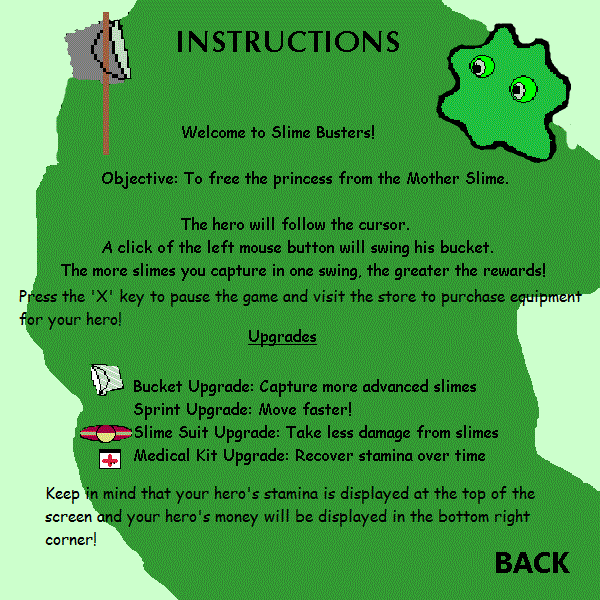 INSTRUCTIONS
Welcome to Slime Busters!
Objective: To free the princess from the Mother Slime.
The hero will follow the cursor.
A click of the left mouse button will swing his bucket.
The more slimes you capture in one swing, the greater the rewards!
Press the 'X' key to pause the game and visit the store to purchase equipment
for your hero!
Upgrades
Bucket Upgrade: Capture more advanced slimes
Sprint Upgrade: Move faster!
Slime Suit Upgrade: Take less damage from slimes
Medical Kit Upgrade: Recover stamina over time
Keep in mind that your hero's stamina is displayed at the top of the
screen and your hero's money will be displayed in the bottom right
corner!
BACK